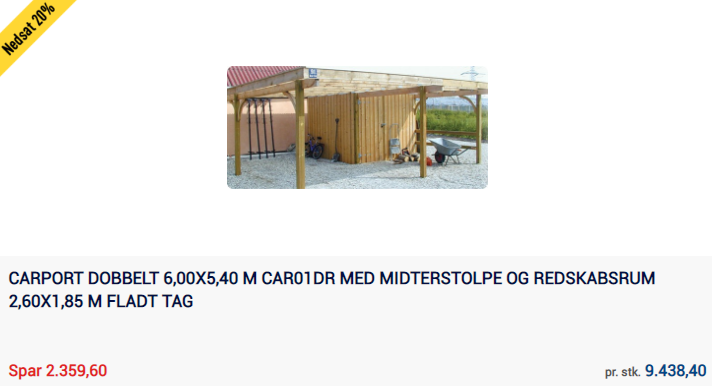 Nedsat 20%
CARPORT DOBBELT 6,00X5,40 M CAR01DR MED MIDTERSTOLPE OG REDSKABSRUM
2,60X1,85 M FLADT TAG
Spar 2.359,60
pr. stk. 9.438,40